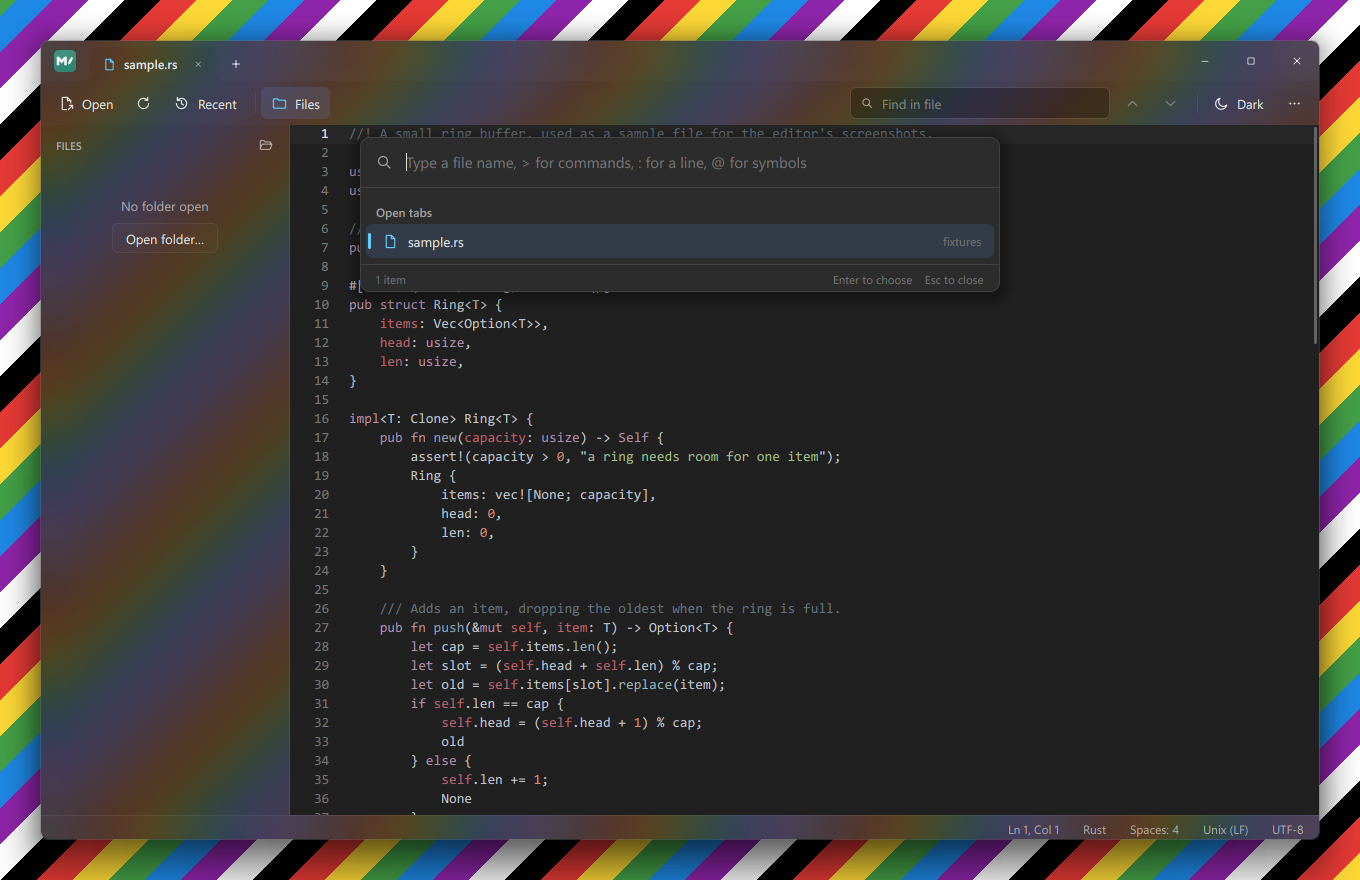 M/
sample.rs
Open
Recent
Files
Find in file
Dark
FILES
No folder open
Open folder...
Type a file name, > for commands, : for a line, @ for symbols
Open tabs
sample.rs fixtures
1 item Enter to choose Esc to close
1 //! A small ring buffer, used as a sample file for the editor's screenshots.
2
3 us
4 us
5
6 //
7 pu
8
9 #[
10 pub struct Ring<T> {
11 items: Vec<Option<T>>,
12 head: usize,
13 len: usize,
14 }
15
16 impl<T: Clone> Ring<T> {
17 pub fn new(capacity: usize) -> Self {
18 assert!(capacity > 0, "a ring needs room for one item");
19 Ring {
20 items: vec![None; capacity],
21 head: 0,
22 len: 0,
23 }
24 }
25
26 /// Adds an item, dropping the oldest when the ring is full.
27 pub fn push(&mut self, item: T) -> Option<T> {
28 let cap = self.items.len();
29 let slot = (self.head + self.len) % cap;
30 let old = self.items[slot].replace(item);
31 if self.len == cap {
32 self.head = (self.head + 1) % cap;
33 old
34 } else {
35 self.len += 1;
36 None
37 }
Ln 1, Col 1 Rust Spaces: 4 Unix (LF) UTF-8